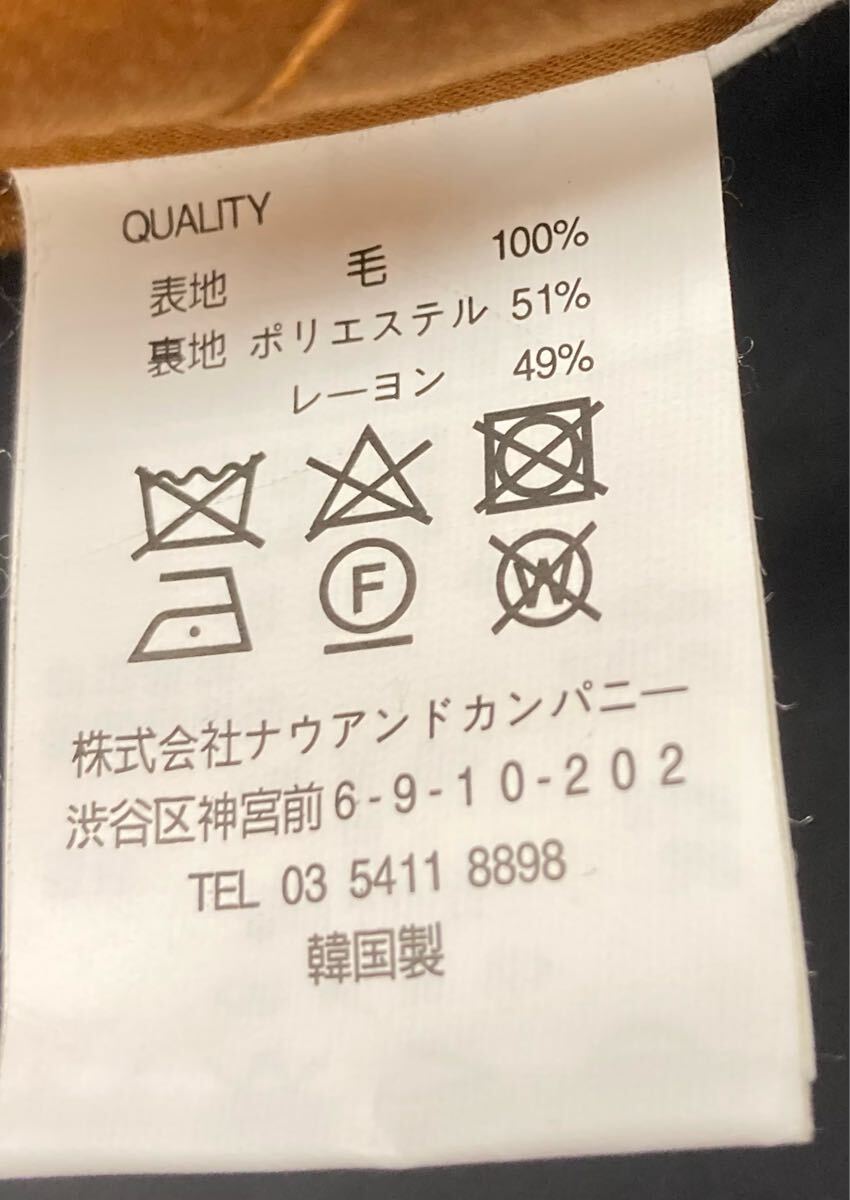 QUALITY
表地 毛 100%
裏地 ポリエステル 51%
レーヨン 49%
F W
株式会社ナウアンドカンパニー
渋谷区神宮前6-9-10-202
TEL 03 5411 8898
韓国製